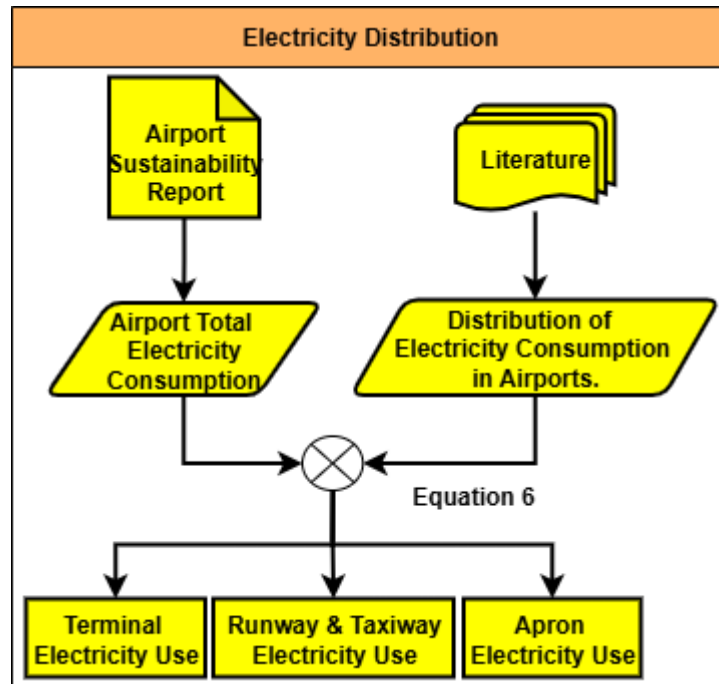 Electricity Distribution
Airport
Sustainability
Report
Literature
Airport Total
Electricity
Consumption
Distribution of
Electricity Consumption
in Airports.
Equation 6
Terminal
Electricity Use
Runway & Taxiway
Electricity Use
Apron
Electricity Use